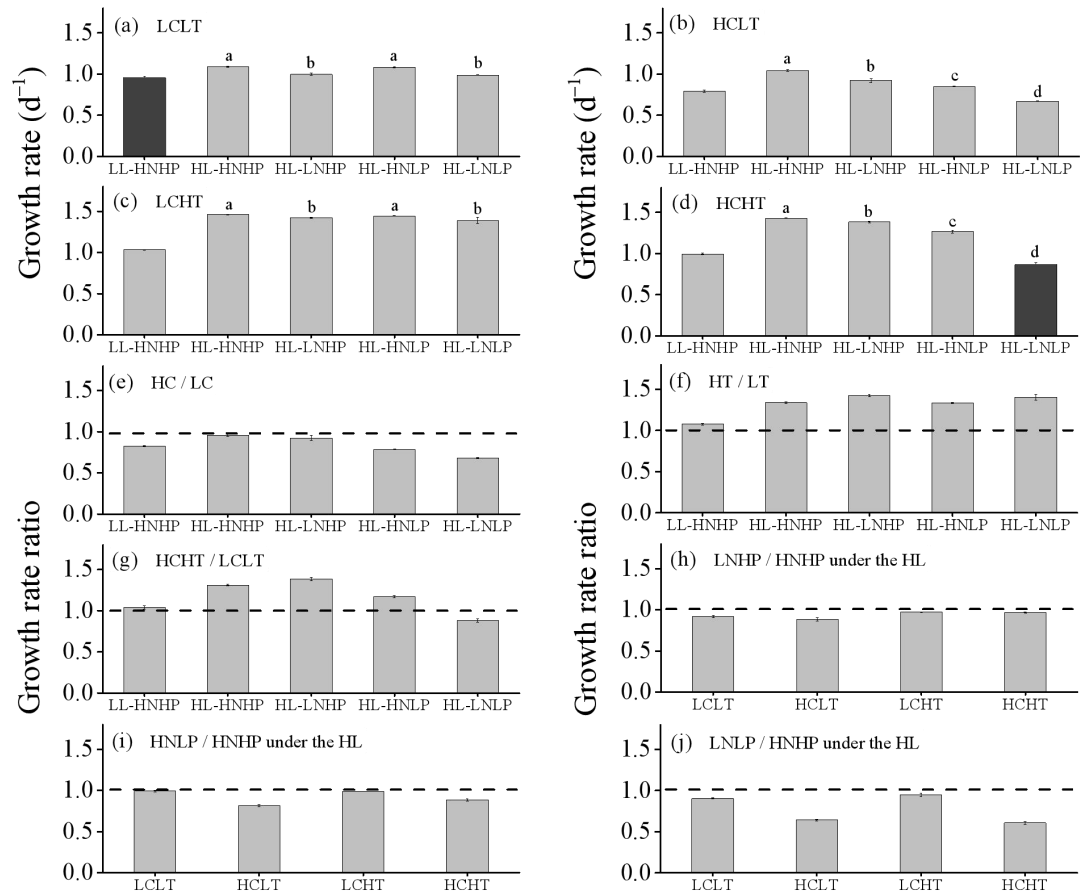 (a) LCLT
a b a b
1.5
1.0
0.5
0.0
LL-HNHP HL-HNHP HL-LNHP HL-HNLP HL-LNLP
(b) HCLT
a b c d
1.5
1.0
0.5
0.0
LL-HNHP HL-HNHP HL-LNHP HL-HNLP HL-LNLP
Growth rate (d⁻¹)
Growth rate (d⁻¹)
(c) LCHT
a b a b
1.5
1.0
0.5
0.0
LL-HNHP HL-HNHP HL-LNHP HL-HNLP HL-LNLP
(d) HCHT
a b c d
1.5
1.0
0.5
0.0
LL-HNHP HL-HNHP HL-LNHP HL-HNLP HL-LNLP
(e) HC / LC
1.5
1.0
0.5
0.0
LL-HNHP HL-HNHP HL-LNHP HL-HNLP HL-LNLP
(f) HT / LT
1.5
1.0
0.5
0.0
LL-HNHP HL-HNHP HL-LNHP HL-HNLP HL-LNLP
Growth rate ratio
Growth rate ratio
(g) HCHT / LCLT
1.5
1.0
0.5
0.0
LL-HNHP HL-HNHP HL-LNHP HL-HNLP HL-LNLP
(h) LNHP / HNHP under the HL
1.5
1.0
0.5
0.0
LCLT HCLT LCHT HCHT
(i) HNLP / HNHP under the HL
1.5
1.0
0.5
0.0
LCLT HCLT LCHT HCHT
(j) LNLP / HNHP under the HL
1.5
1.0
0.5
0.0
LCLT HCLT LCHT HCHT